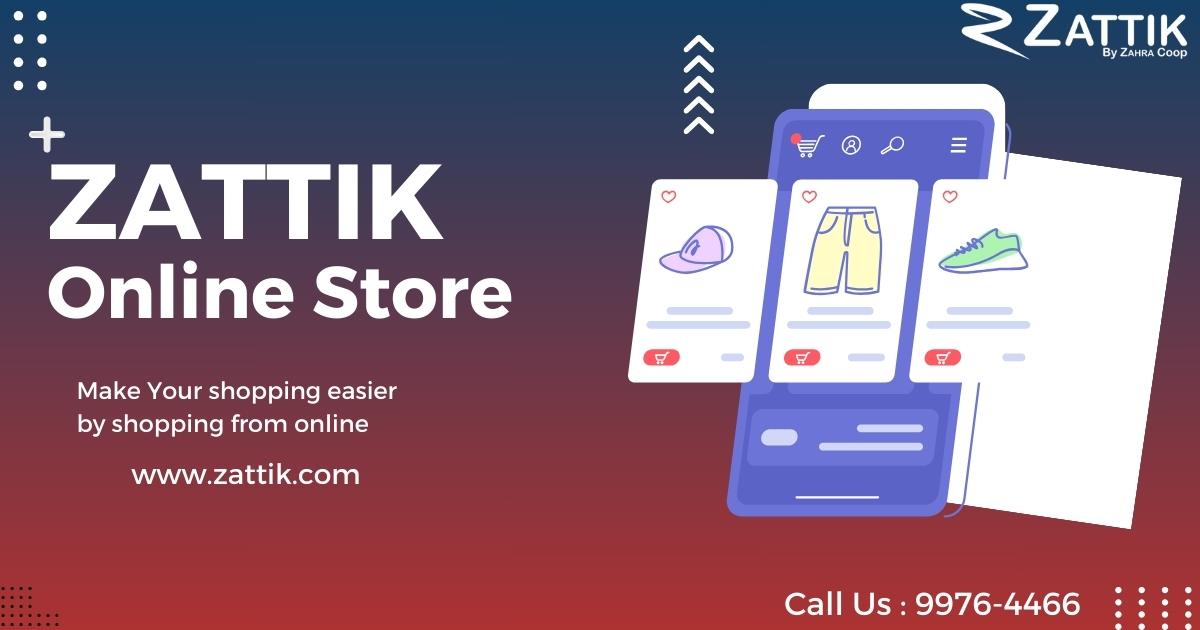 ZATTIK
By ZAHRA Coop
ZATTIK
Online Store
Make Your shopping easier
by shopping from online
www.zattik.com
Call Us : 9976-4466